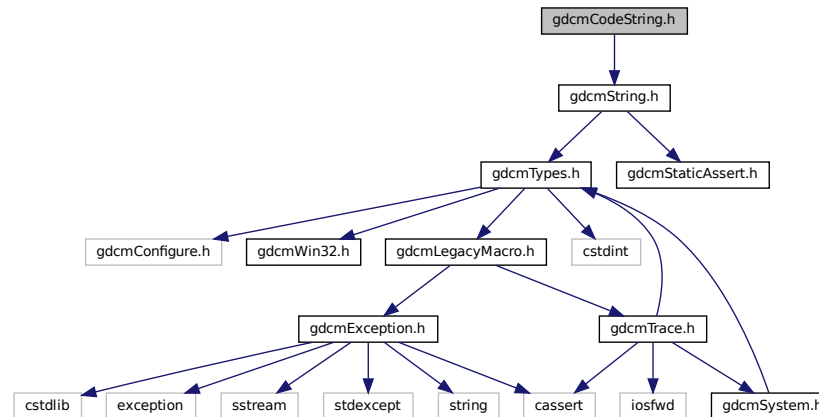 gdcmCodeString.h
gdcmString.h
gdcmTypes.h
gdcmStaticAssert.h
gdcmConfigure.h
gdcmWin32.h
gdcmLegacyMacro.h
cstdint
gdcmException.h
gdcmTrace.h
cstdlib
exception
sstream
stdexcept
string
cassert
iosfwd
gdcmSystem.h